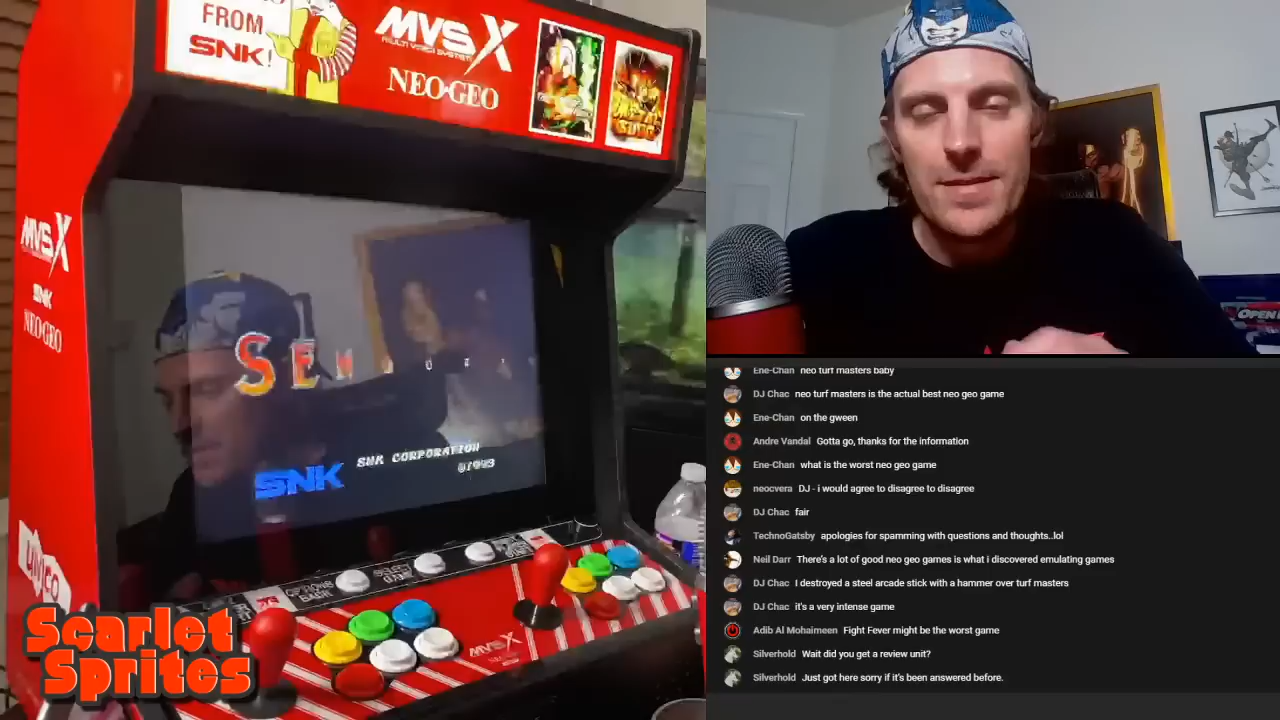 FROM
SNK!
MVSX
MULTI VIDEO SYSTEM
NEO•GEO
MVSX
SNK
NEO•GEO
SE
SNK CORPORATION
SNK
UNICO
MVSX
Scarlet
Sprites
OPEN
Ene-Chan neo turf masters baby
DJ Chac neo turf masters is the actual best neo geo game
Ene-Chan on the gween
Andre Vandal Gotta go, thanks for the information
Ene-Chan what is the worst neo geo game
neocvera DJ - i would agree to disagree to disagree
DJ Chac fair
TechnoGatsby apologies for spamming with questions and thoughts..lol
Neil Darr There's a lot of good neo geo games is what i discovered emulating games
DJ Chac I destroyed a steel arcade stick with a hammer over turf masters
DJ Chac it's a very intense game
Adib Al Mohaimeen Fight Fever might be the worst game
Silverhold Wait did you get a review unit?
Silverhold Just got here sorry if it's been answered before.